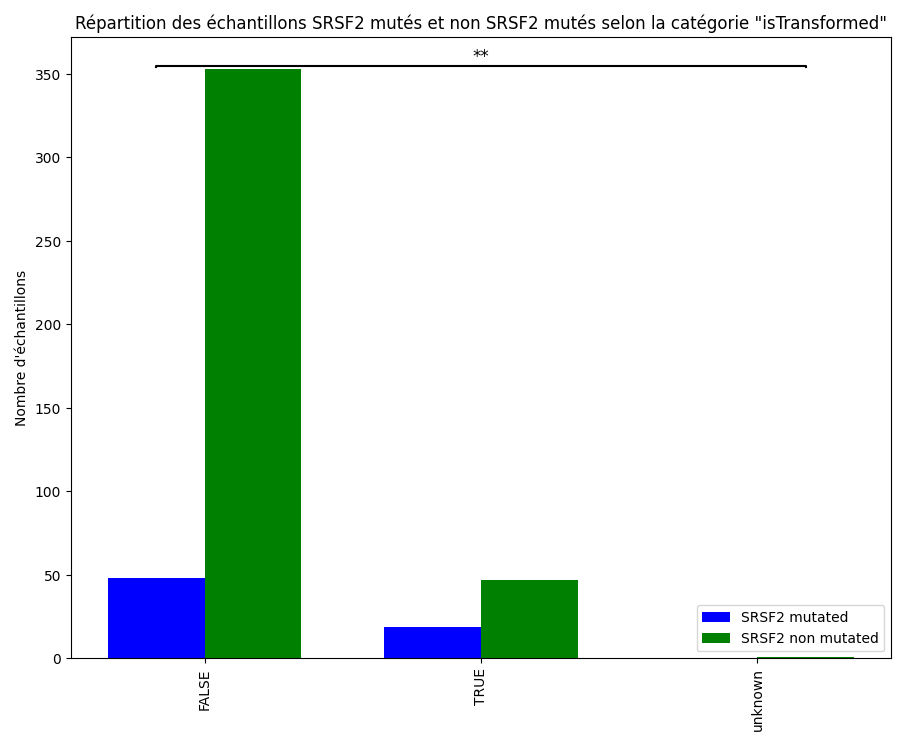 Répartition des échantillons SRSF2 mutés et non SRSF2 mutés selon la catégorie "isTransformed"
**
350
300
250
200
150
100
50
0
Nombre d'échantillons
FALSE
TRUE
unknown
SRSF2 mutated
SRSF2 non mutated